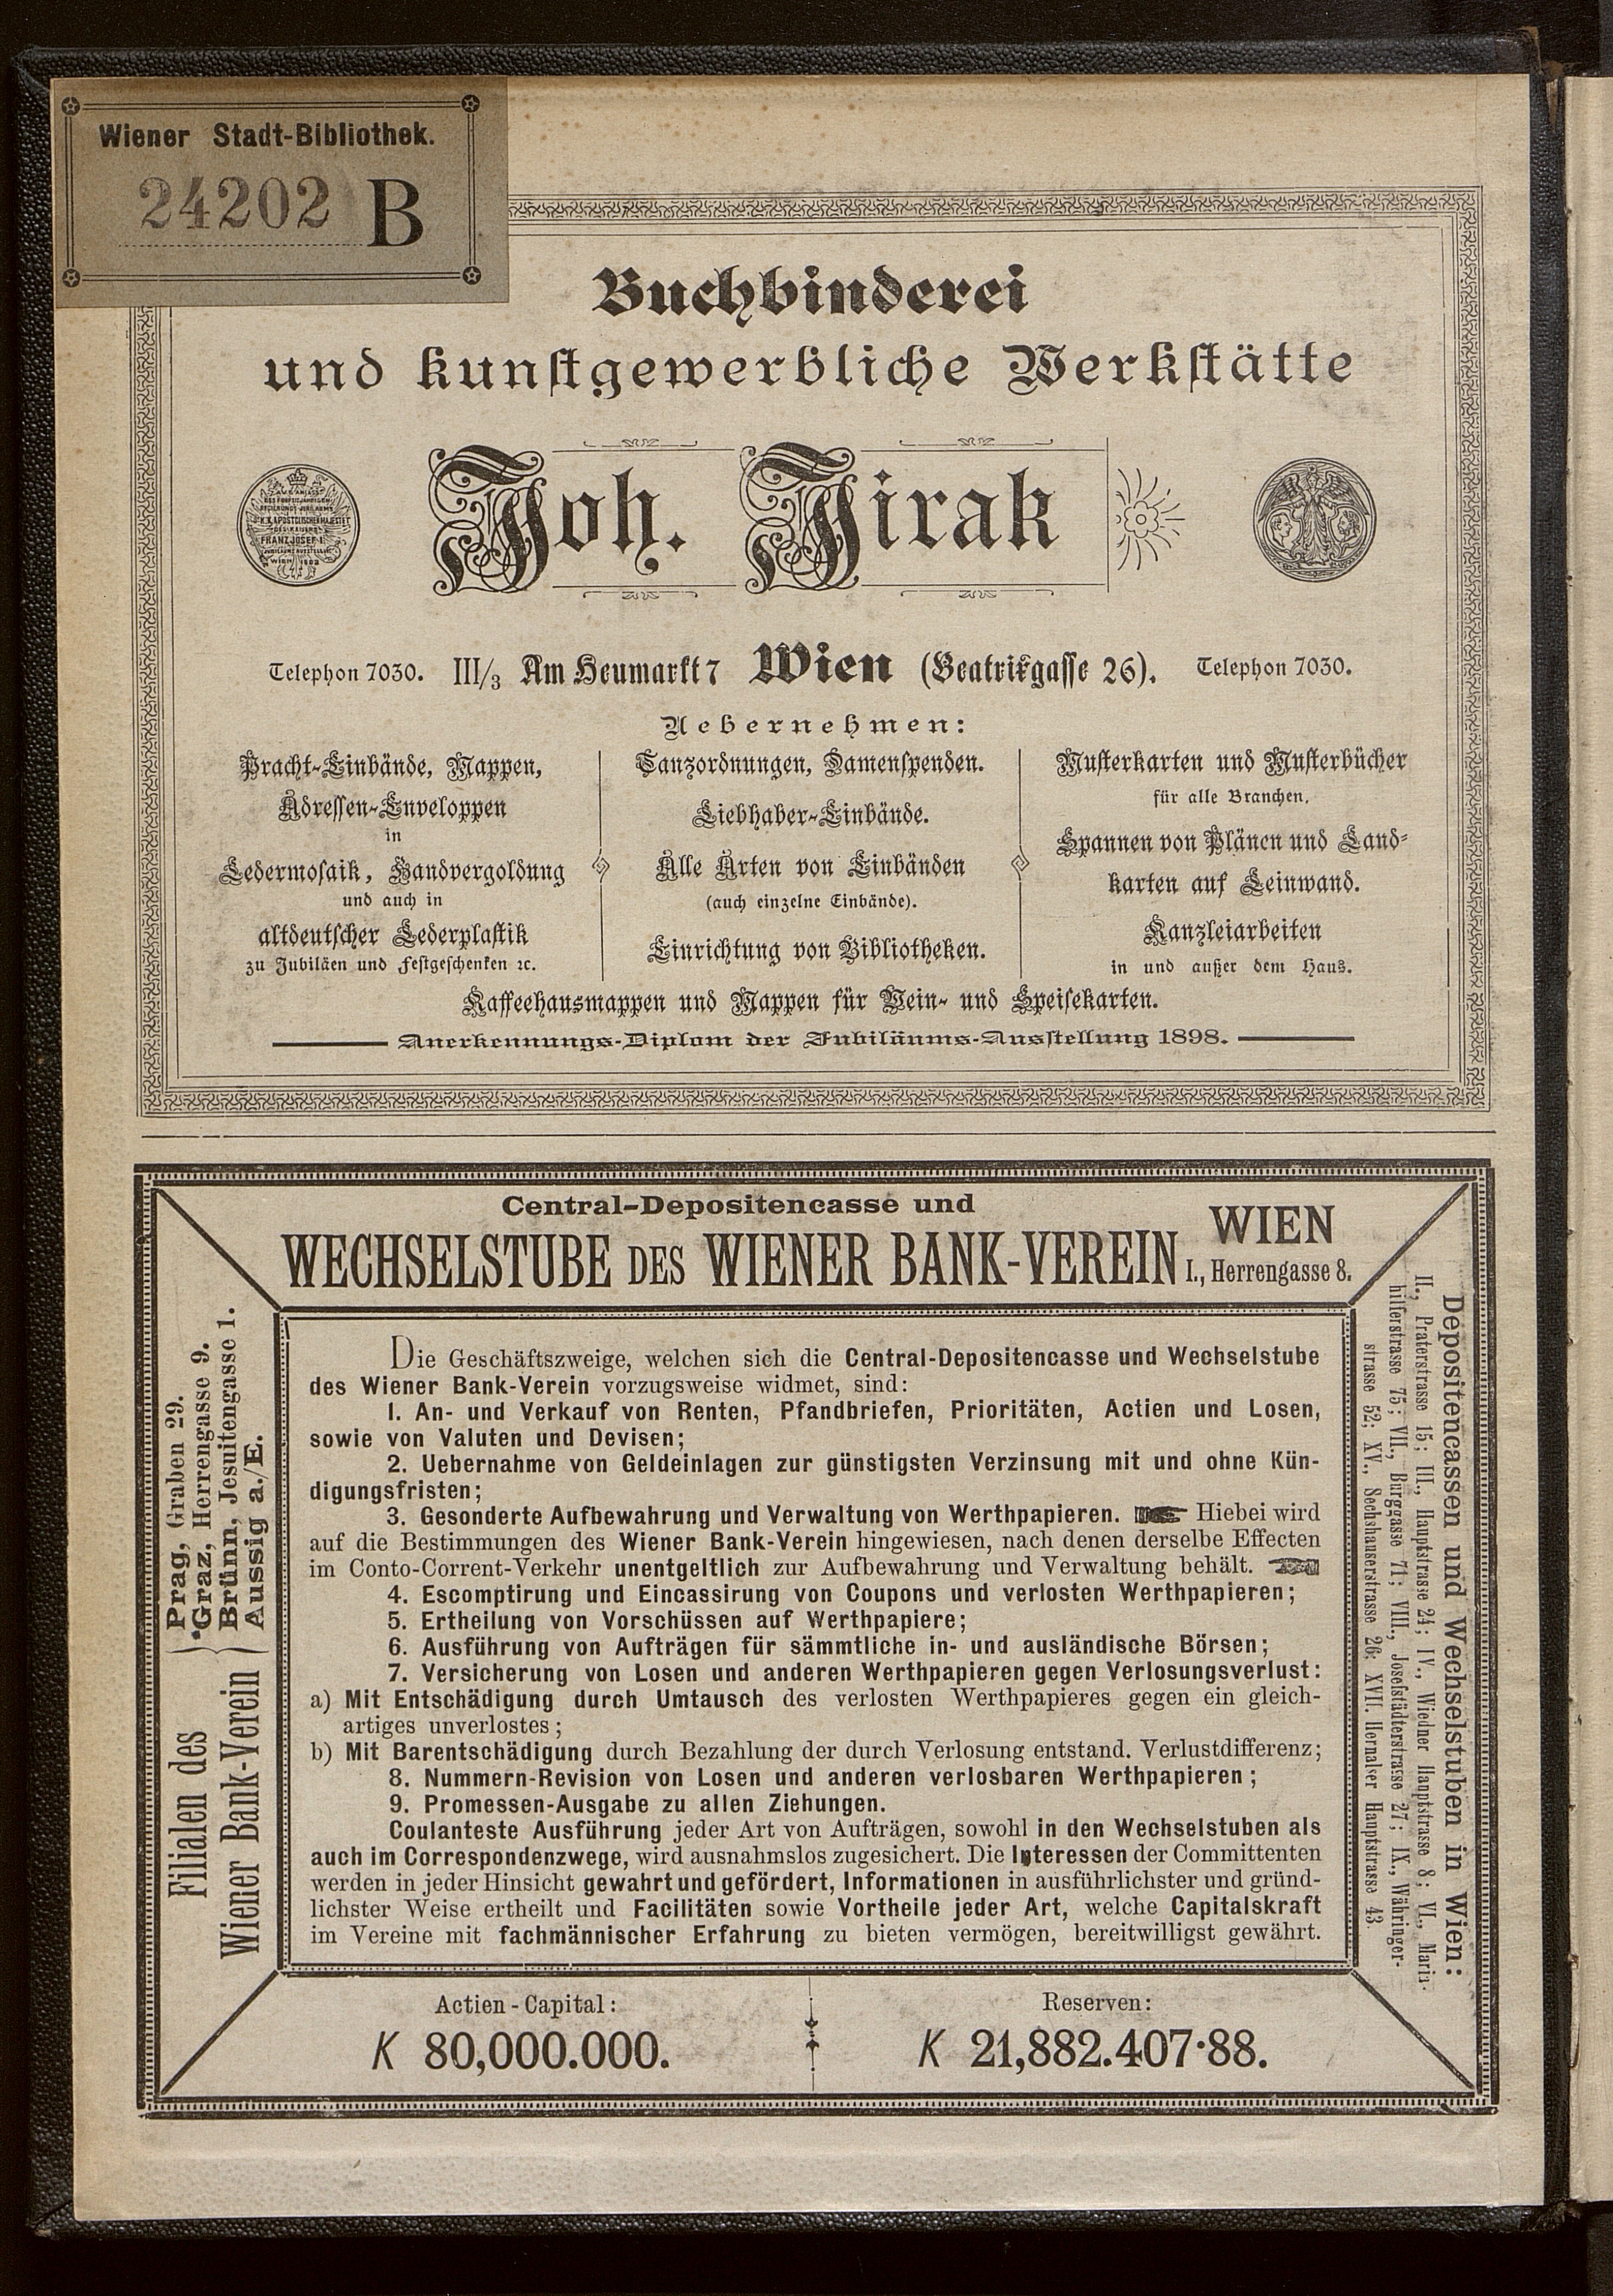 Wiener Stadt-Bibliothek.
24202 B
Buchbinderei
und kunstgewerbliche Werkstätte
Joh. Jirak
FRANZ JOSEF I.
Telephon 7030. III/3 Am Heumarkt 7 Wien (Beatrixgasse 26). Telephon 7030.
Uebernehmen:
Pracht-Einbände, Mappen,
Adressen-Enveloppen
in
Ledermosaik, Handvergoldung
und auch in
altdeutscher Lederplastik
zu Jubiläen und Festgeschenken ꝛc.
Tanzordnungen, Damenspenden.
Liebhaber-Einbände.
Alle Arten von Einbänden
(auch einzelne Einbände).
Einrichtung von Bibliotheken.
Musterkarten und Musterbücher
für alle Branchen.
Spannen von Plänen und Land-
karten auf Leinwand.
Kanzleiarbeiten
in und außer dem Haus.
Kaffeehausmappen und Mappen für Wein- und Speisekarten.
Anerkennungs-Diplom der Jubiläums-Ausstellung 1898.
Central-Depositencasse und
WECHSELSTUBE DES WIENER BANK-VEREIN WIEN
I., Herrengasse 8.
Filialen des
Wiener Bank-Verein
Prag, Graben 29.
Graz, Herrengasse 9.
Brünn, Jesuitengasse 1.
Aussig a./E.
Die Geschäftszweige, welchen sich die Central-Depositencasse und Wechselstube
des Wiener Bank-Verein vorzugsweise widmet, sind:
1. An- und Verkauf von Renten, Pfandbriefen, Prioritäten, Actien und Losen,
sowie von Valuten und Devisen;
2. Uebernahme von Geldeinlagen zur günstigsten Verzinsung mit und ohne Kün-
digungsfristen;
3. Gesonderte Aufbewahrung und Verwaltung von Werthpapieren. Hiebei wird
auf die Bestimmungen des Wiener Bank-Verein hingewiesen, nach denen derselbe Effecten
im Conto-Corrent-Verkehr unentgeltlich zur Aufbewahrung und Verwaltung behält.
4. Escomptirung und Eincassirung von Coupons und verlosten Werthpapieren;
5. Ertheilung von Vorschüssen auf Werthpapiere;
6. Ausführung von Aufträgen für sämmtliche in- und ausländische Börsen;
7. Versicherung von Losen und anderen Werthpapieren gegen Verlosungsverlust:
a) Mit Entschädigung durch Umtausch des verlosten Werthpapieres gegen ein gleich-
artiges unverlostes;
b) Mit Barentschädigung durch Bezahlung der durch Verlosung entstand. Verlustdifferenz;
8. Nummern-Revision von Losen und anderen verlosbaren Werthpapieren;
9. Promessen-Ausgabe zu allen Ziehungen.
Coulanteste Ausführung jeder Art von Aufträgen, sowohl in den Wechselstuben als
auch im Correspondenzwege, wird ausnahmslos zugesichert. Die Interessen der Committenten
werden in jeder Hinsicht gewahrt und gefördert, Informationen in ausführlichster und gründ-
lichster Weise ertheilt und Facilitäten sowie Vortheile jeder Art, welche Capitalskraft
im Vereine mit fachmännischer Erfahrung zu bieten vermögen, bereitwilligst gewährt.
Depositencassen und Wechselstuben in Wien:
II., Praterstrasse 15; III., Hauptstrasse 24; IV., Wiedner Hauptstrasse 8; VI., Maria-
hilferstrasse 75; VII., Burggasse 71; VIII., Josefstädterstrasse 27; IX., Währinger-
strasse 52; XV., Sechshauserstrasse 26; XVII. Hernalser Hauptstrasse 43.
Actien-Capital:
K 80,000.000.
Reserven:
K 21,882.407·88.